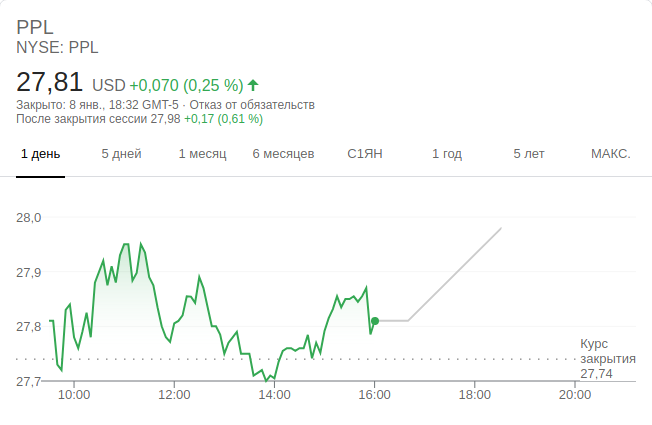 PPL
NYSE: PPL
27,81 USD +0,070 (0,25 %)
Закрыто: 8 янв., 18:32 GMT-5 · Отказ от обязательств
После закрытия сессии 27,98 +0,17 (0,61 %)
1 день 5 дней 1 месяц 6 месяцев С1ЯН 1 год 5 лет МАКС.
28,0
27,9
27,8
Курс
закрытия
27,74
27,7
10:00 12:00 14:00 16:00 18:00 20:00